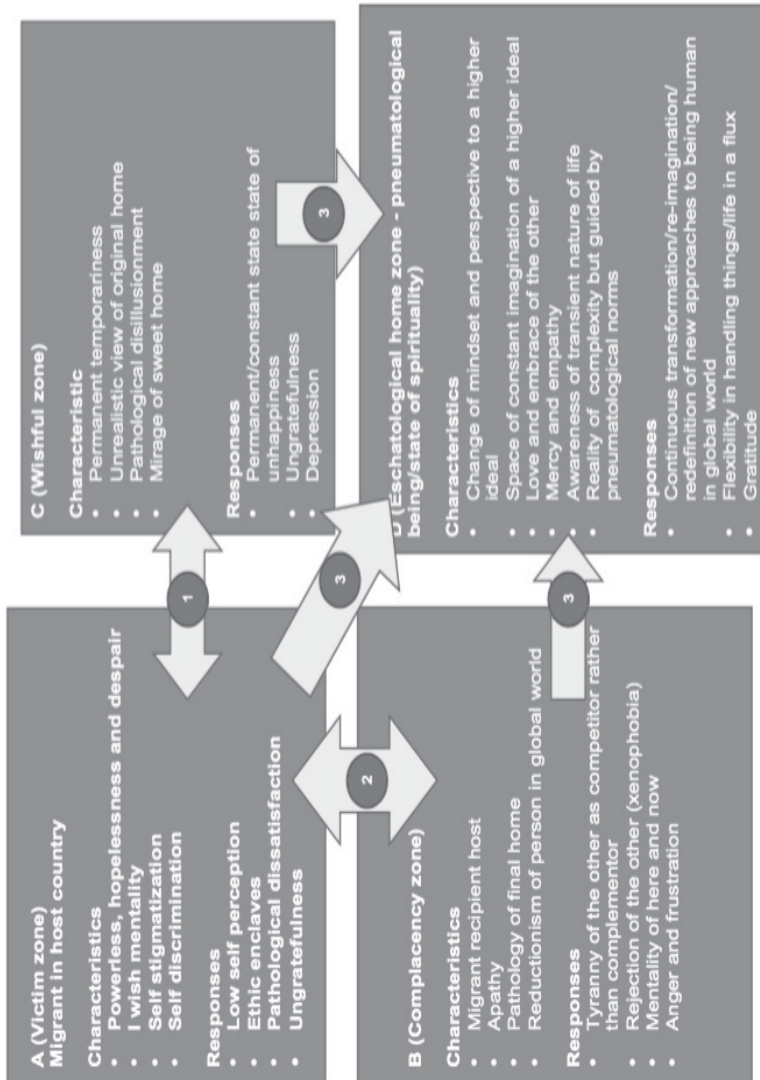 A (Victim zone)
Migrant in host country
Characteristics
• Powerless, hopelessness and despair
• I wish mentality
• Self stigmatization
• Self discrimination
Responses
• Low self perception
• Ethic enclaves
• Pathological dissatisfaction
• Ungratefulness
1
C (Wishful zone)
Characteristic
• Permanent temporariness
• Unrealistic view of original home
• Pathological disillusionment
• Mirage of sweet home
Responses
• Permanent/constant state state of
unhappiness
• Ungratefulness
• Depression
2
3
3
B (Complacency zone)
Characteristics
• Migrant recipient host
• Apathy
• Pathology of final home
• Reductionism of person in global world
Responses
• Tyranny of the other as competitor rather
than complementor
• Rejection of the other (xenophobia)
• Mentality of here and now
• Anger and frustration
3
D (Eschatological home zone - pneumatological
being/state of spirituality)
Characteristics
• Change of mindset and perspective to a higher
ideal
• Space of constant imagination of a higher ideal
• Love and embrace of the other
• Mercy and empathy
• Awareness of transient nature of life
• Reality of complexity but guided by
pneumatological norms
Responses
• Continuous transformation/re-imagination/
redefinition of new approaches to being human
in global world
• Flexibility in handling things/life in a flux
• Gratitude